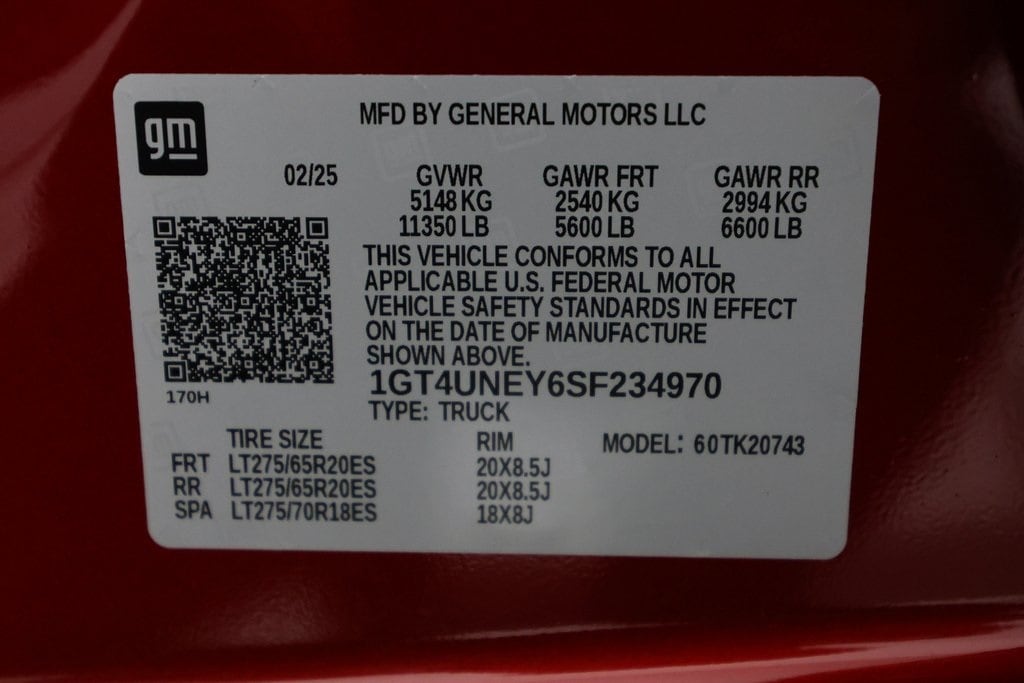 gm
MFD BY GENERAL MOTORS LLC
02/25 GVWR GAWR FRT GAWR RR
5148 KG 2540 KG 2994 KG
11350 LB 5600 LB 6600 LB
THIS VEHICLE CONFORMS TO ALL
APPLICABLE U.S. FEDERAL MOTOR
VEHICLE SAFETY STANDARDS IN EFFECT
ON THE DATE OF MANUFACTURE
SHOWN ABOVE.
170H
1GT4UNEY6SF234970
TYPE: TRUCK
TIRE SIZE RIM MODEL: 60TK20743
FRT LT275/65R20ES 20X8.5J
RR LT275/65R20ES 20X8.5J
SPA LT275/70R18ES 18X8J